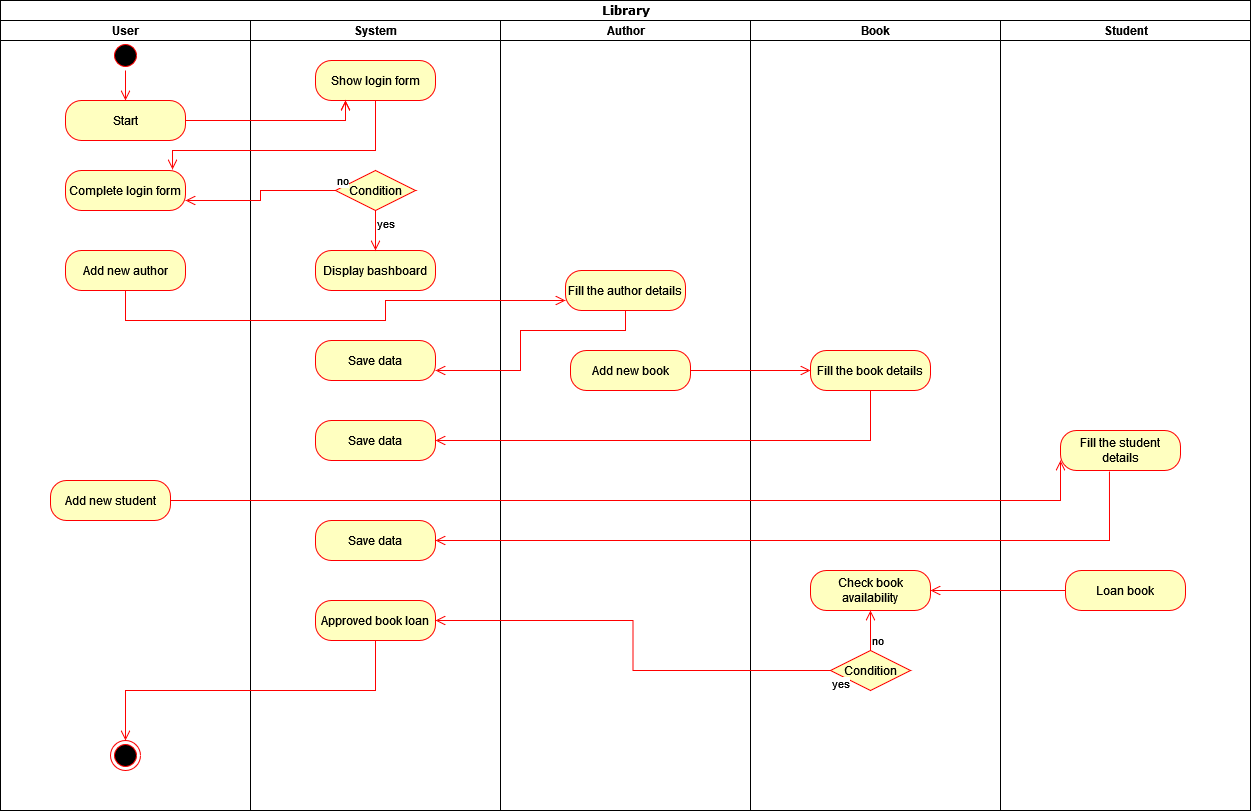 Library
User
System
Author
Book
Student
Show login form
Start
Complete login form
no
Condition
yes
Add new author
Display bashboard
Fill the author details
Save data
Add new book
Fill the book details
Save data
Fill the student
details
Add new student
Save data
Check book
availability
Loan book
Approved book loan
no
Condition
yes